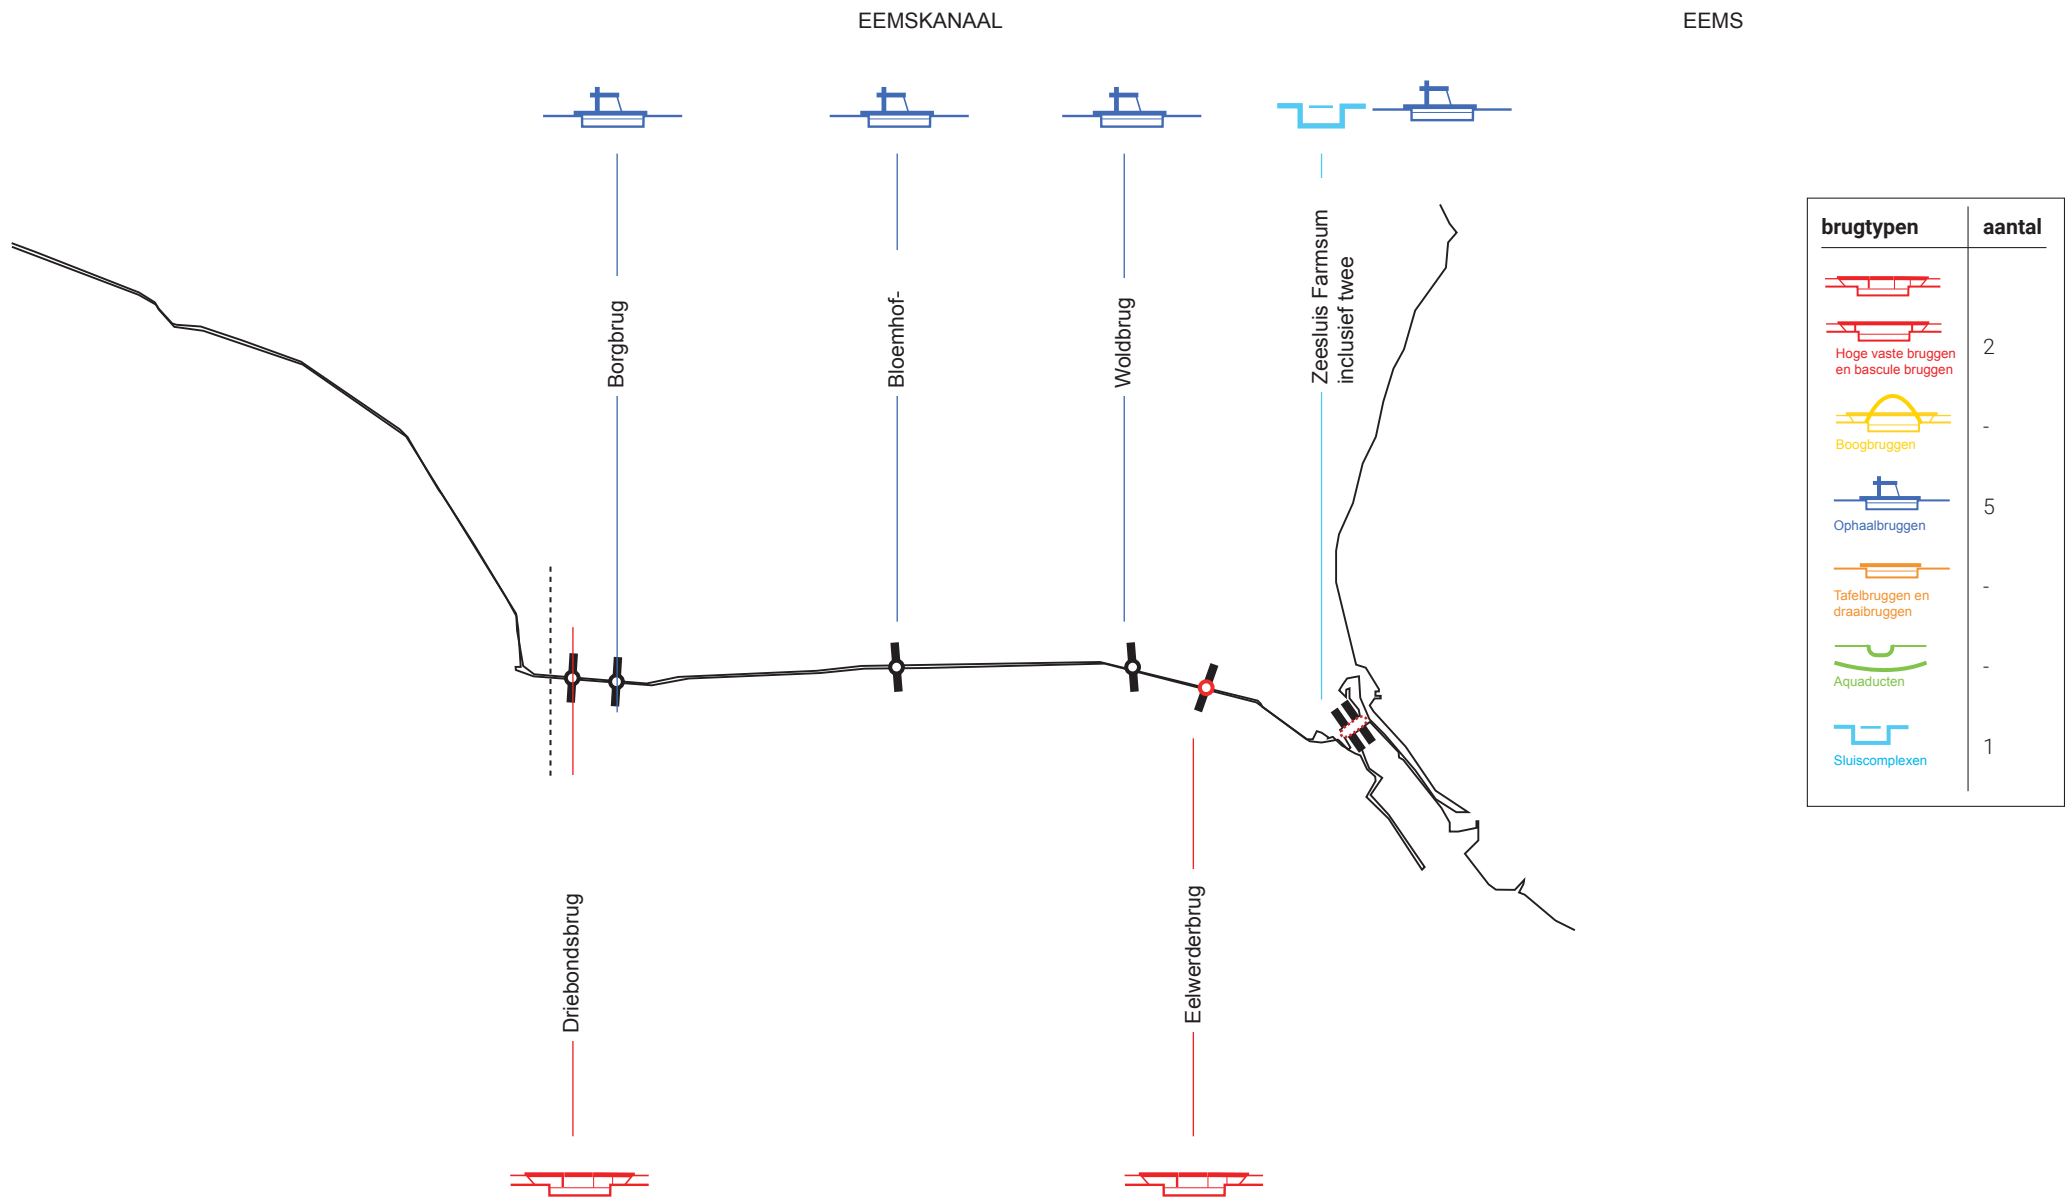 EEMSKANAAL
EEMS
Borgbrug
Bloemhof-
Woldbrug
Zeesluis Farmsum
inclusief twee
Driebondsbrug
Eelwerderbrug
brugtypen aantal
Hoge vaste bruggen
en bascule bruggen
2
Boogbruggen
-
Ophaalbruggen
5
Tafelbruggen en
draaibruggen
-
Aquaducten
-
Sluiscomplexen
1